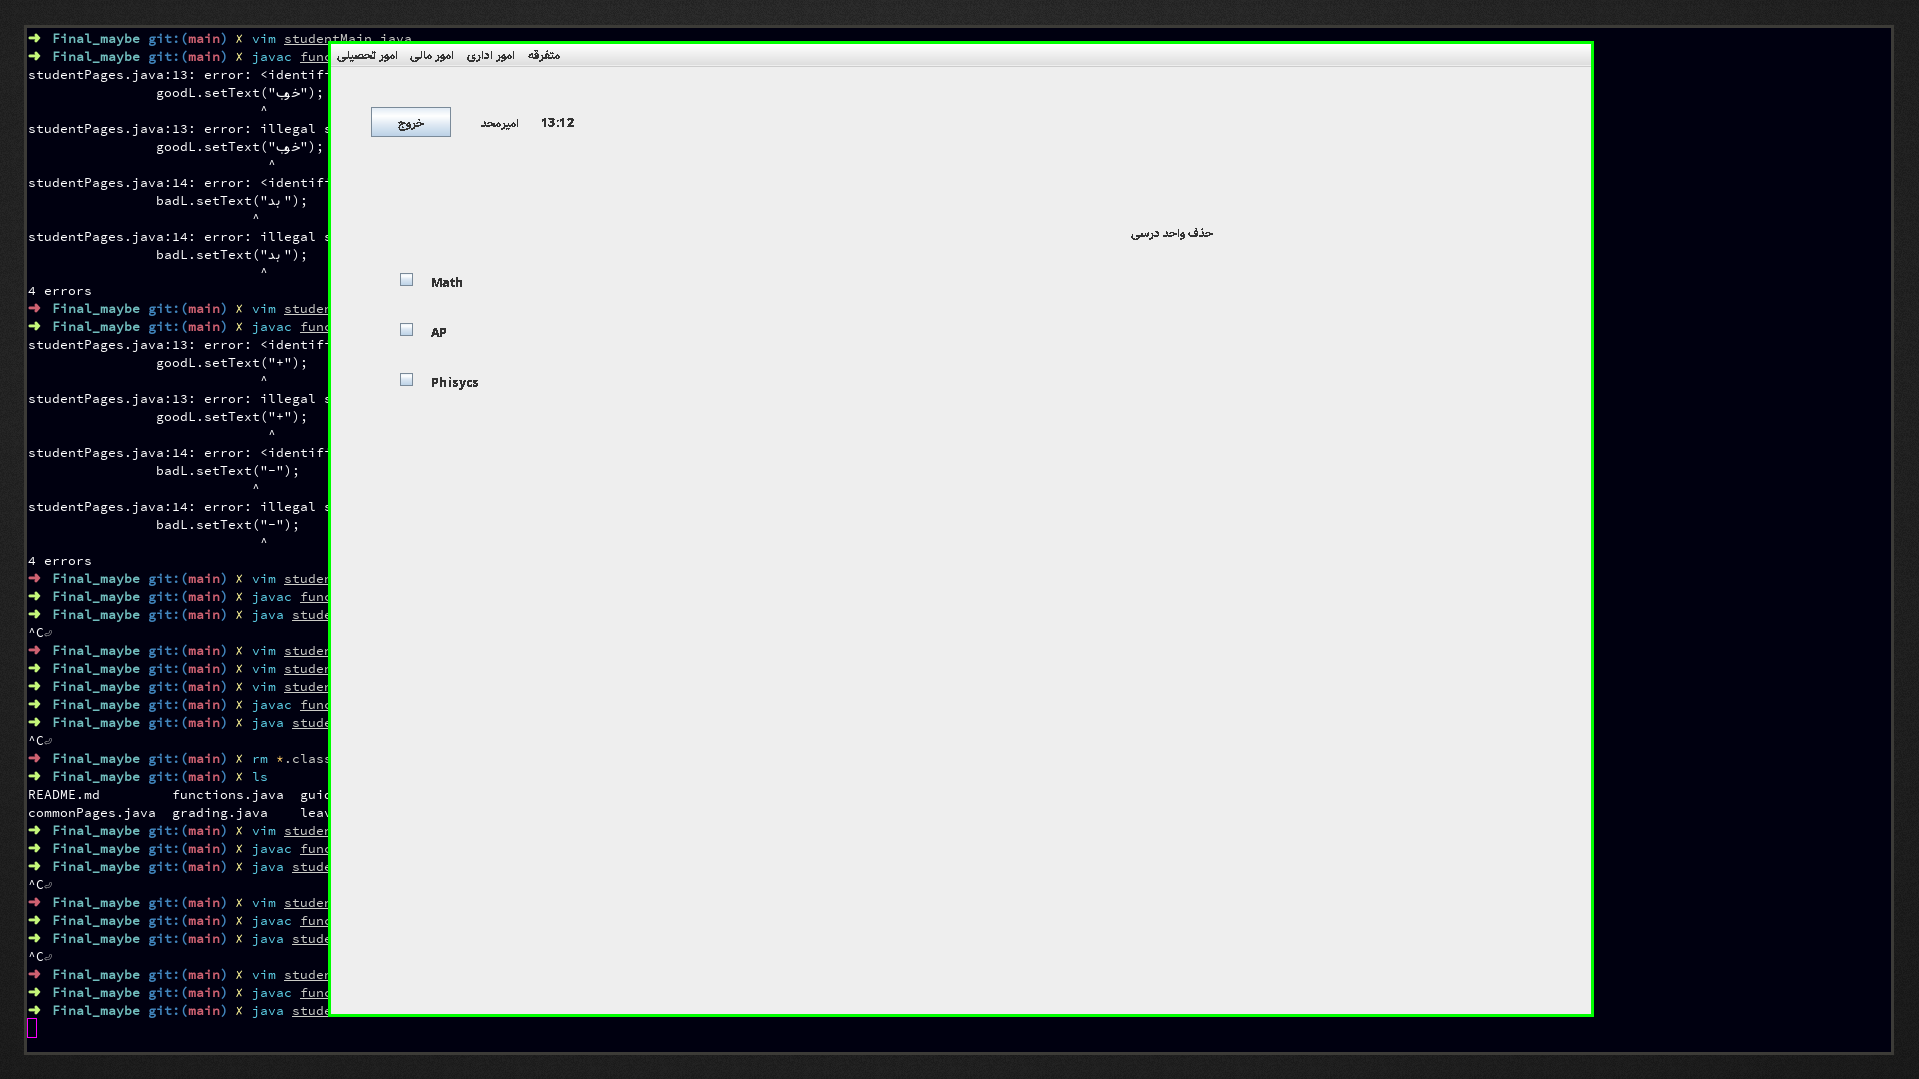 ➜ Final_maybe git:(main) ✗ vim studentMain.java
➜ Final_maybe git:(main) ✗ javac func
studentPages.java:13: error: <identif
goodL.setText("خوب");
^
studentPages.java:13: error: illegal s
goodL.setText("خوب");
^
studentPages.java:14: error: <identif
badL.setText("بد");
^
studentPages.java:14: error: illegal s
badL.setText("بد");
^
4 errors
➜ Final_maybe git:(main) ✗ vim studen
➜ Final_maybe git:(main) ✗ javac func
studentPages.java:13: error: <identif
goodL.setText("+");
^
studentPages.java:13: error: illegal s
goodL.setText("+");
^
studentPages.java:14: error: <identif
badL.setText("-");
^
studentPages.java:14: error: illegal s
badL.setText("-");
^
4 errors
➜ Final_maybe git:(main) ✗ vim studen
➜ Final_maybe git:(main) ✗ javac func
➜ Final_maybe git:(main) ✗ java stude
^C⏎
➜ Final_maybe git:(main) ✗ vim studen
➜ Final_maybe git:(main) ✗ vim studen
➜ Final_maybe git:(main) ✗ vim studen
➜ Final_maybe git:(main) ✗ javac func
➜ Final_maybe git:(main) ✗ java stude
^C⏎
➜ Final_maybe git:(main) ✗ rm *.class
➜ Final_maybe git:(main) ✗ ls
README.md functions.java guid
commonPages.java grading.java leav
➜ Final_maybe git:(main) ✗ vim studen
➜ Final_maybe git:(main) ✗ javac func
➜ Final_maybe git:(main) ✗ java stude
^C⏎
➜ Final_maybe git:(main) ✗ vim studen
➜ Final_maybe git:(main) ✗ javac func
➜ Final_maybe git:(main) ✗ java stude
^C⏎
➜ Final_maybe git:(main) ✗ vim studen
➜ Final_maybe git:(main) ✗ javac func
➜ Final_maybe git:(main) ✗ java stude
امور تحصیلی امور مالی امور اداری متفرقه
خروج امیرمحد 13:12
حذف واحد درسی
Math
AP
Phisycs